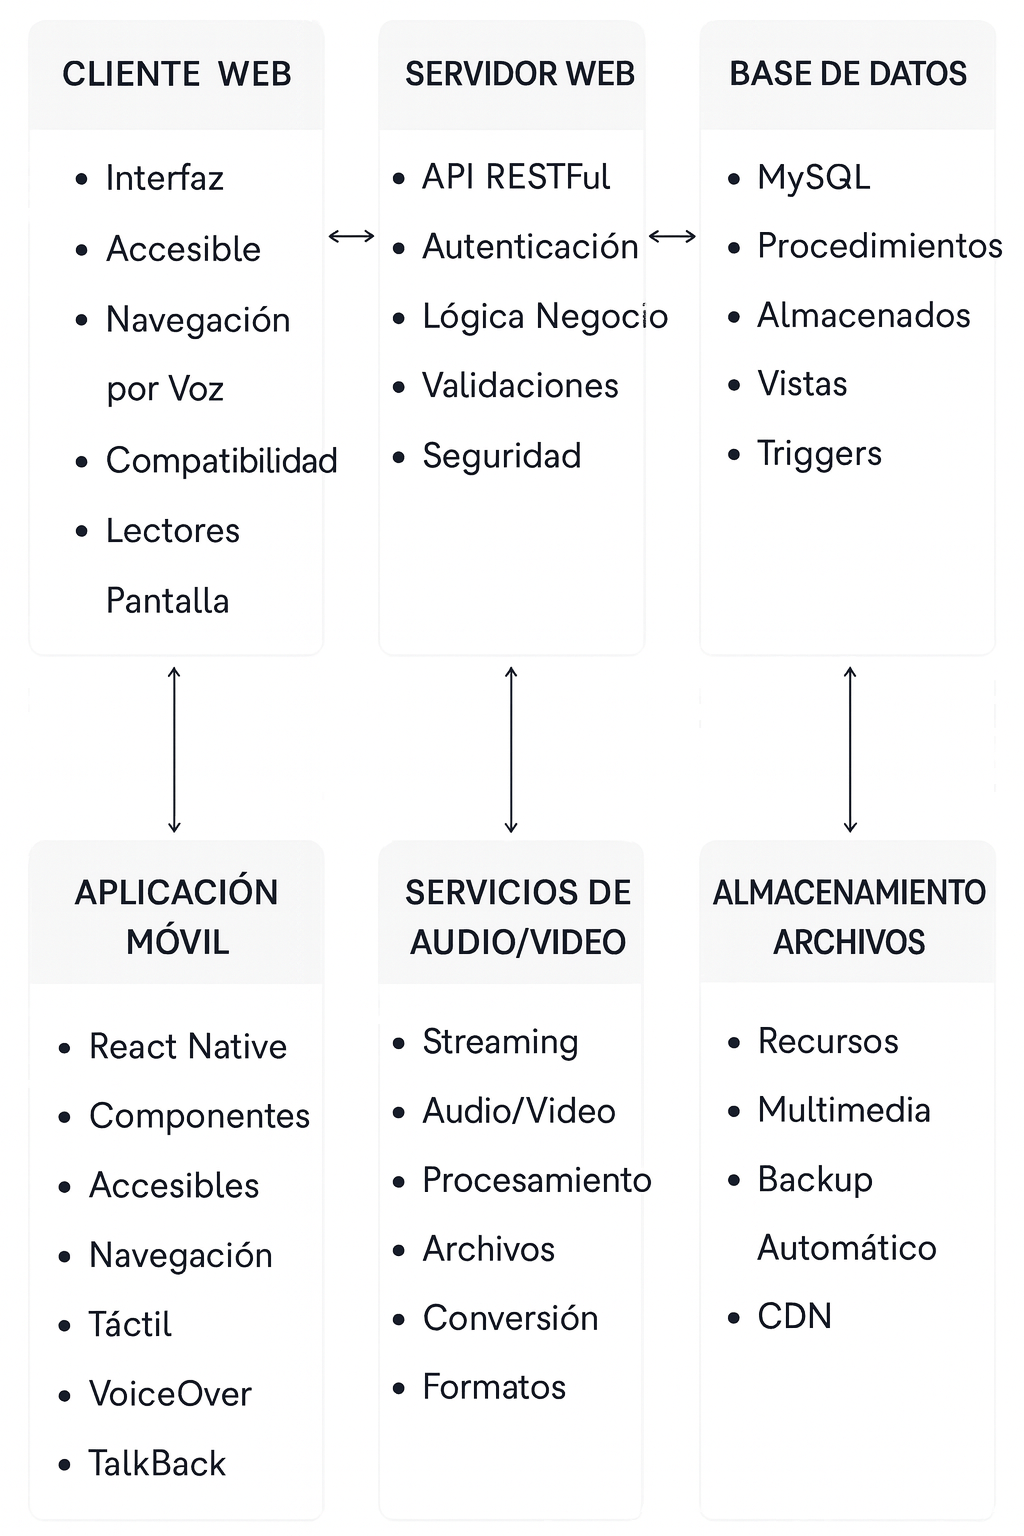 CLIENTE WEB
• Interfaz
• Accesible
• Navegación
por Voz
• Compatibilidad
• Lectores
Pantalla
SERVIDOR WEB
• API RESTFul
• Autenticación
• Lógica Negocio
• Validaciones
• Seguridad
BASE DE DATOS
• MySQL
• Procedimientos
• Almacenados
• Vistas
• Triggers
APLICACIÓN
MÓVIL
• React Native
• Componentes
• Accesibles
• Navegación
• Táctil
• VoiceOver
• TalkBack
SERVICIOS DE
AUDIO/VIDEO
• Streaming
• Audio/Video
• Procesamiento
• Archivos
• Conversión
• Formatos
ALMACENAMIENTO
ARCHIVOS
• Recursos
• Multimedia
• Backup
Automático
• CDN